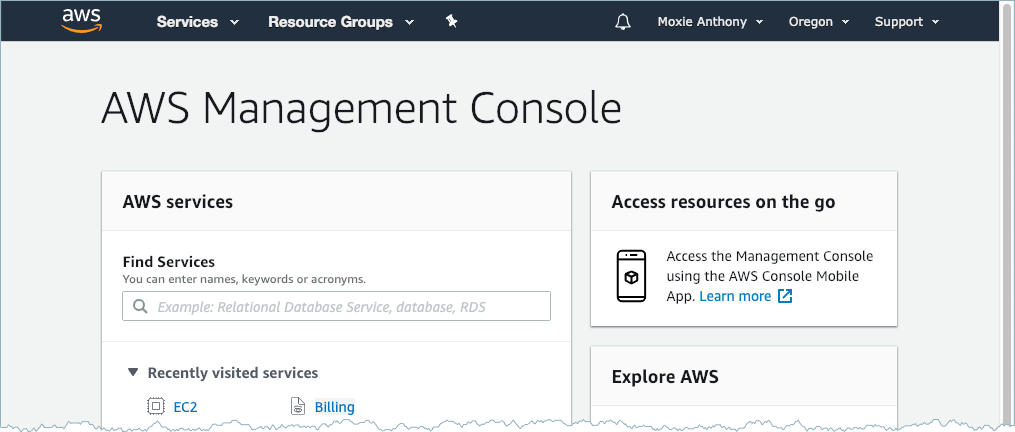 aws Services Resource Groups Moxie Anthony Oregon Support
AWS Management Console
AWS services
Find Services
You can enter names, keywords or acronyms.
Example: Relational Database Service, database, RDS
Recently visited services
EC2 Billing
Access resources on the go
Access the Management Console
using the AWS Console Mobile
App. Learn more
Explore AWS